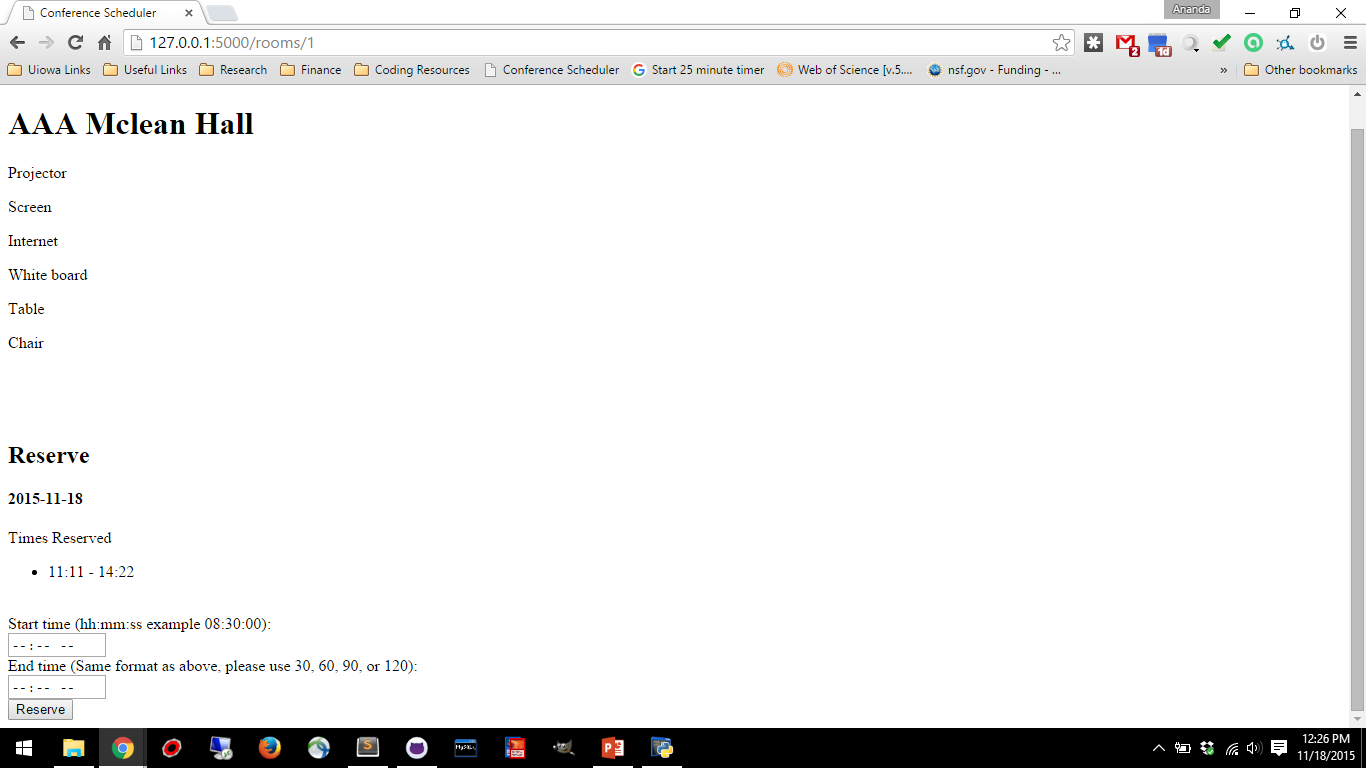 Conference Scheduler
Ananda
127.0.0.1:5000/rooms/1
2
1d
Uiowa Links
Useful Links
Research
Finance
Coding Resources
Conference Scheduler
Start 25 minute timer
Web of Science [v.5....
nsf.gov - Funding - ...
»
Other bookmarks
AAA Mclean Hall
Projector
Screen
Internet
White board
Table
Chair
Reserve
2015-11-18
Times Reserved
11:11 - 14:22
Start time (hh:mm:ss example 08:30:00):
--:-- --
End time (Same format as above, please use 30, 60, 90, or 120):
--:-- --
Reserve
12:26 PM
11/18/2015